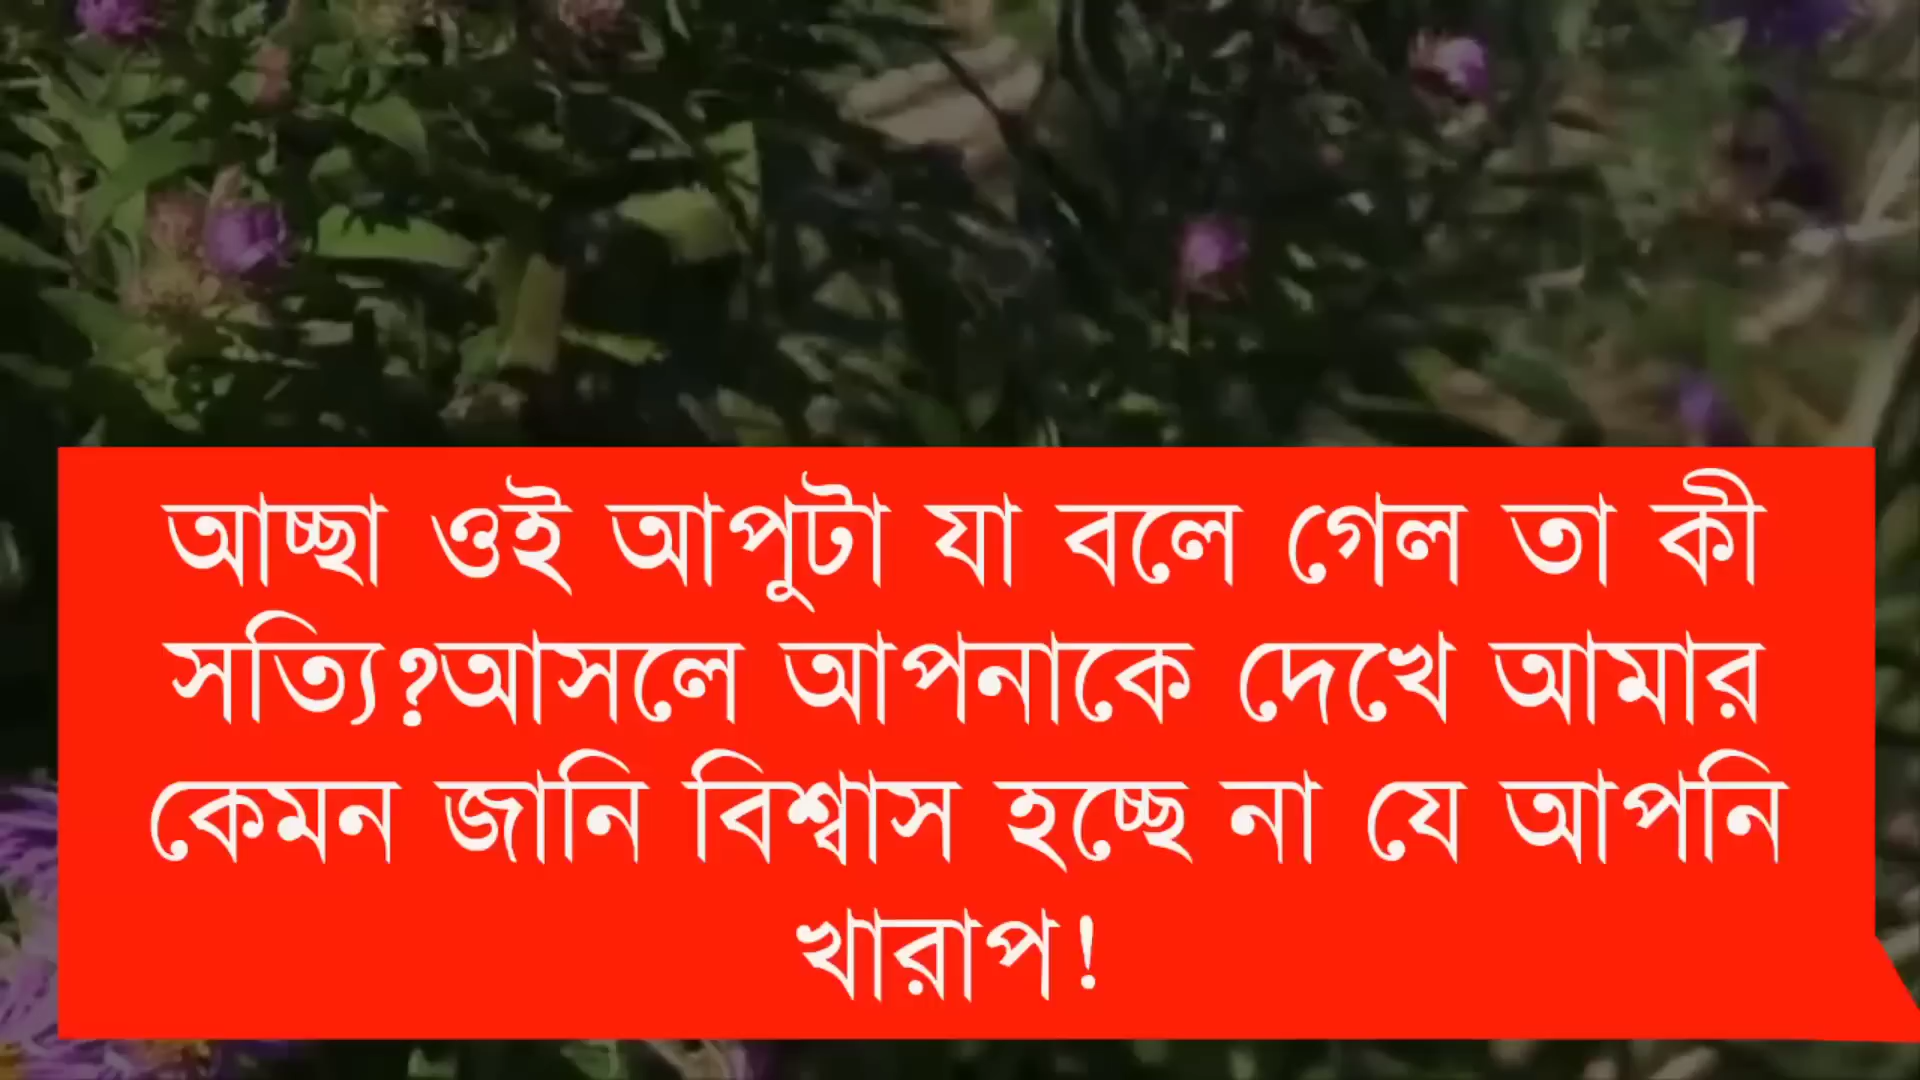 আচ্ছা ওই আপুটা যা বলে গেল তা কী
সত্যি?আসলে আপনাকে দেখে আমার
কেমন জানি বিশ্বাস হচ্ছে না যে আপনি
খারাপ!